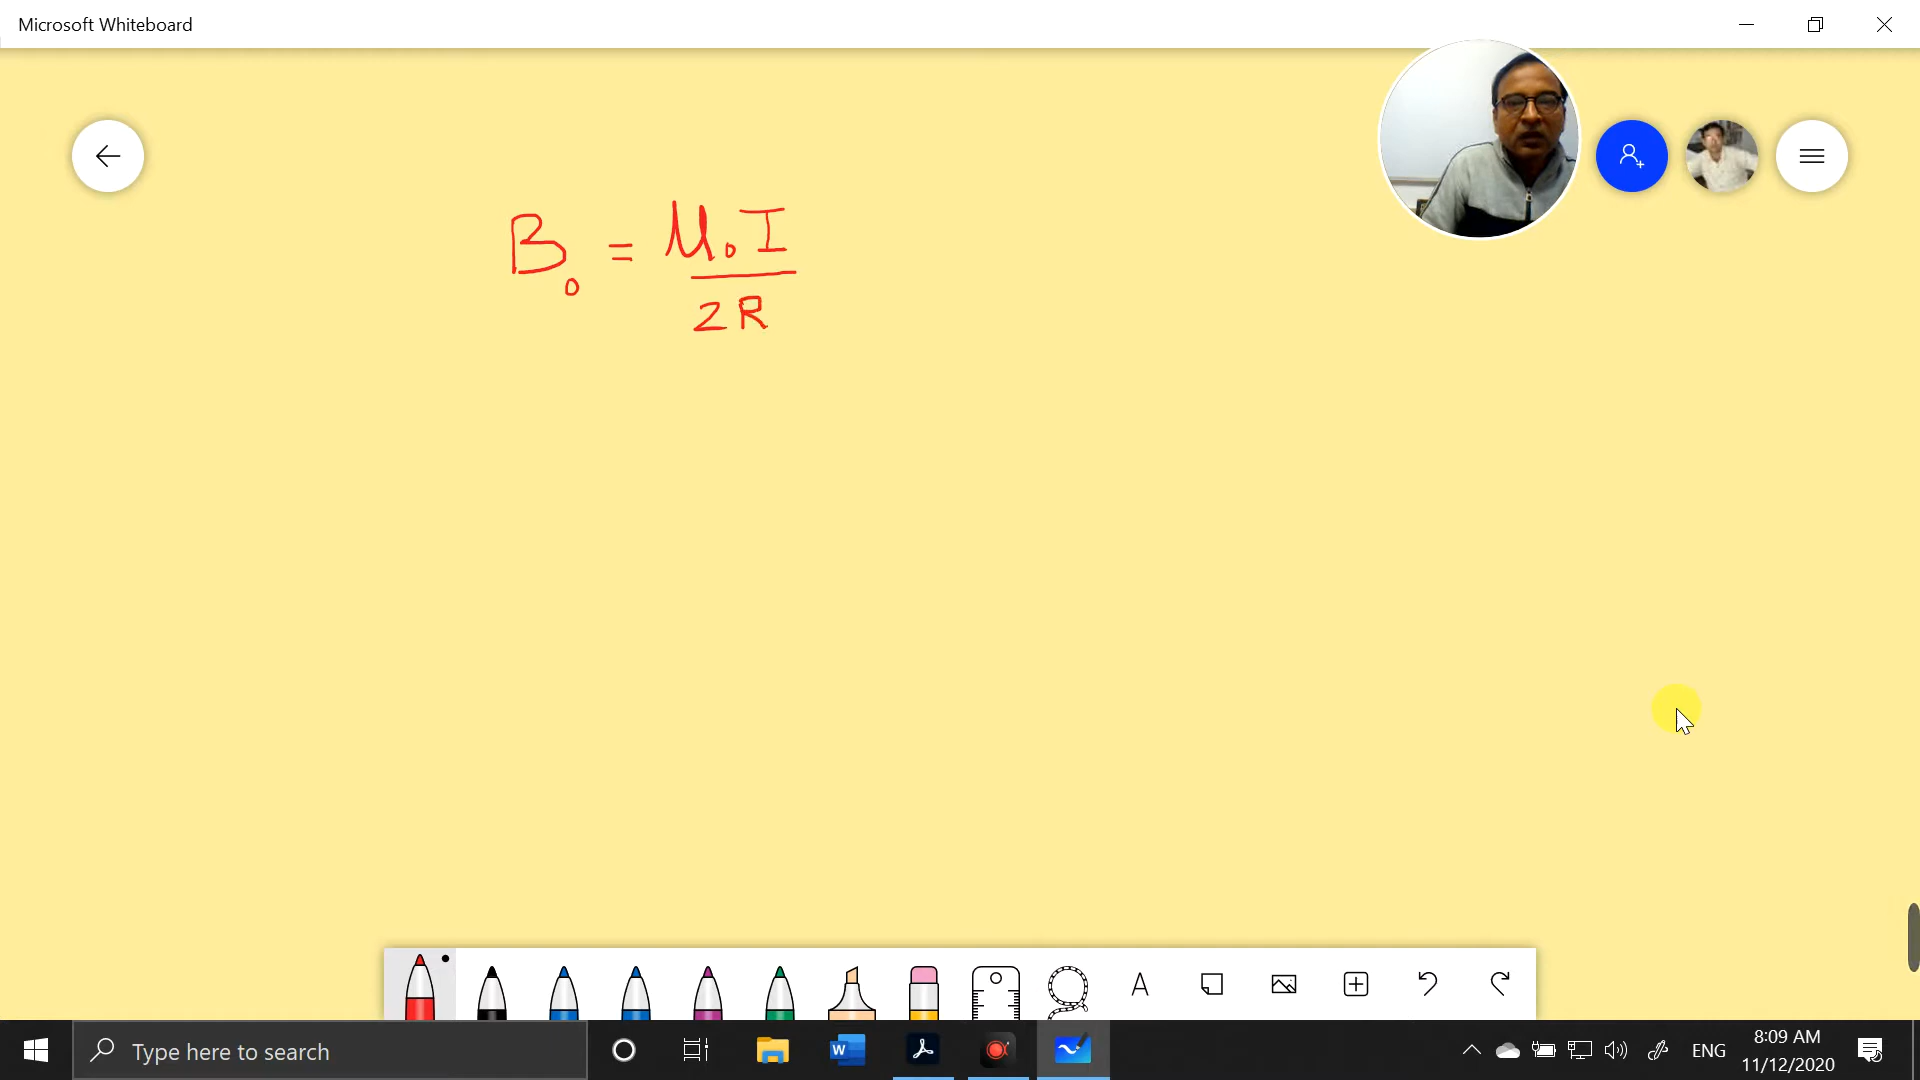 Microsoft Whiteboard
B₀ = μ₀I
2R
A
Type here to search
W
ENG
8:09 AM
11/12/2020